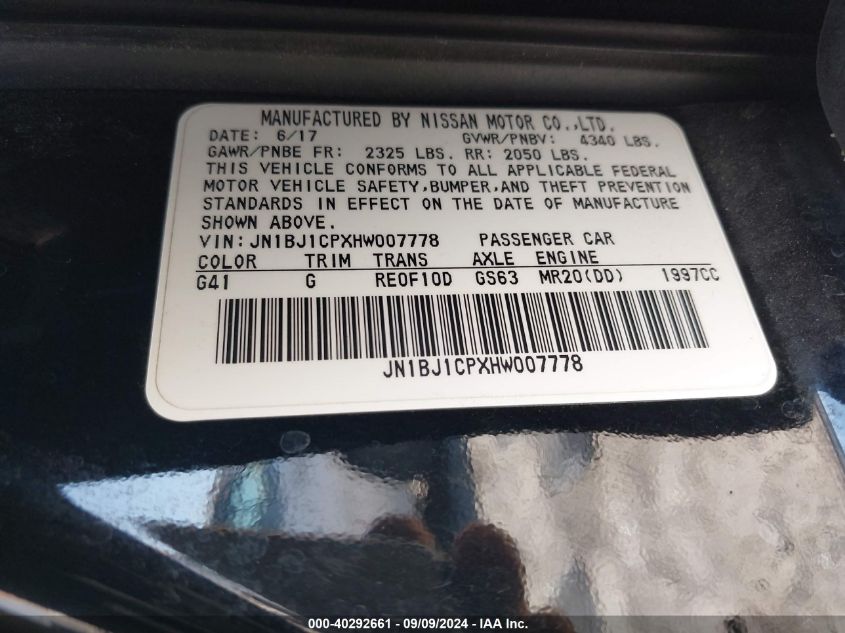 MANUFACTURED BY NISSAN MOTOR CO.,LTD.
DATE: 6/17 GVWR/PNBV: 4340 LBS.
GAWR/PNBE FR: 2325 LBS. RR: 2050 LBS.
THIS VEHICLE CONFORMS TO ALL APPLICABLE FEDERAL
MOTOR VEHICLE SAFETY,BUMPER,AND THEFT PREVENTION
STANDARDS IN EFFECT ON THE DATE OF MANUFACTURE
SHOWN ABOVE.
VIN: JN1BJ1CPXHW007778 PASSENGER CAR
COLOR TRIM TRANS AXLE ENGINE
G41 G RE0F10D GS63 MR20(DD) 1997CC
JN1BJ1CPXHW007778
000-40292661 - 09/09/2024 - IAAI.com